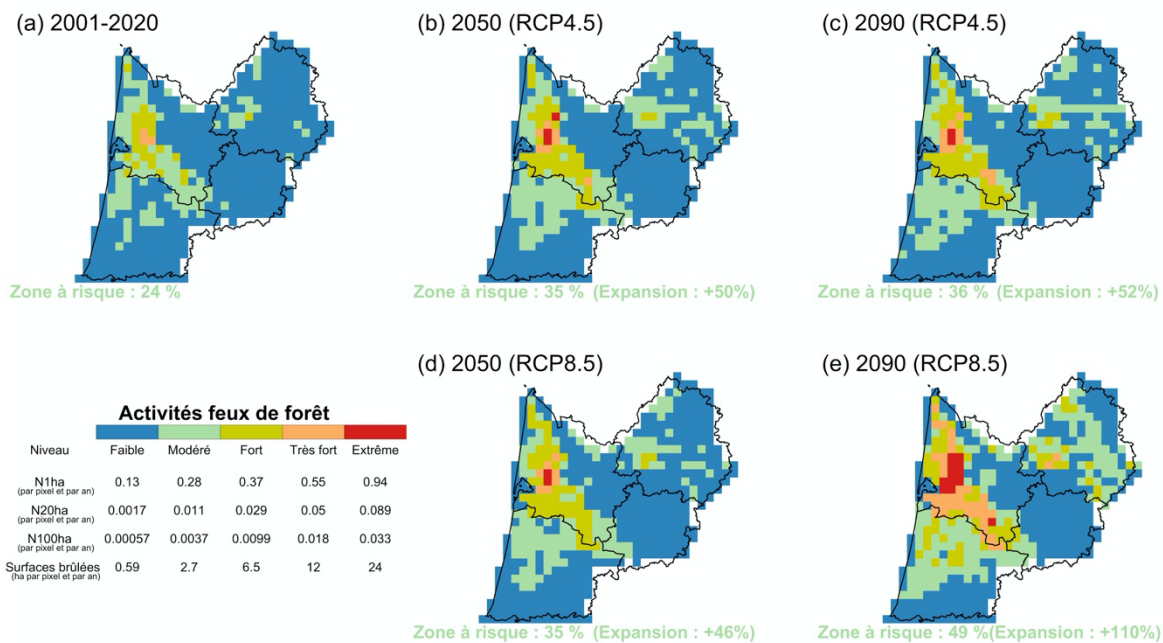 (a) 2001-2020
(b) 2050 (RCP4.5)
(c) 2090 (RCP4.5)
Zone à risque : 24 %
Zone à risque : 35 % (Expansion : +50%)
Zone à risque : 36 % (Expansion : +52%)
(d) 2050 (RCP8.5)
(e) 2090 (RCP8.5)
Activités feux de forêt
Niveau Faible Modéré Fort Très fort Extrême
N1ha 0.13 0.28 0.37 0.55 0.94
(par pixel et par an)
N20ha 0.0017 0.011 0.029 0.05 0.089
(par pixel et par an)
N100ha 0.00057 0.0037 0.0099 0.018 0.033
(par pixel et par an)
Surfaces brûlées 0.59 2.7 6.5 12 24
(ha par pixel et par an)
Zone à risque : 35 % (Expansion : +46%)
Zone à risque : 49 % (Expansion : +110%)